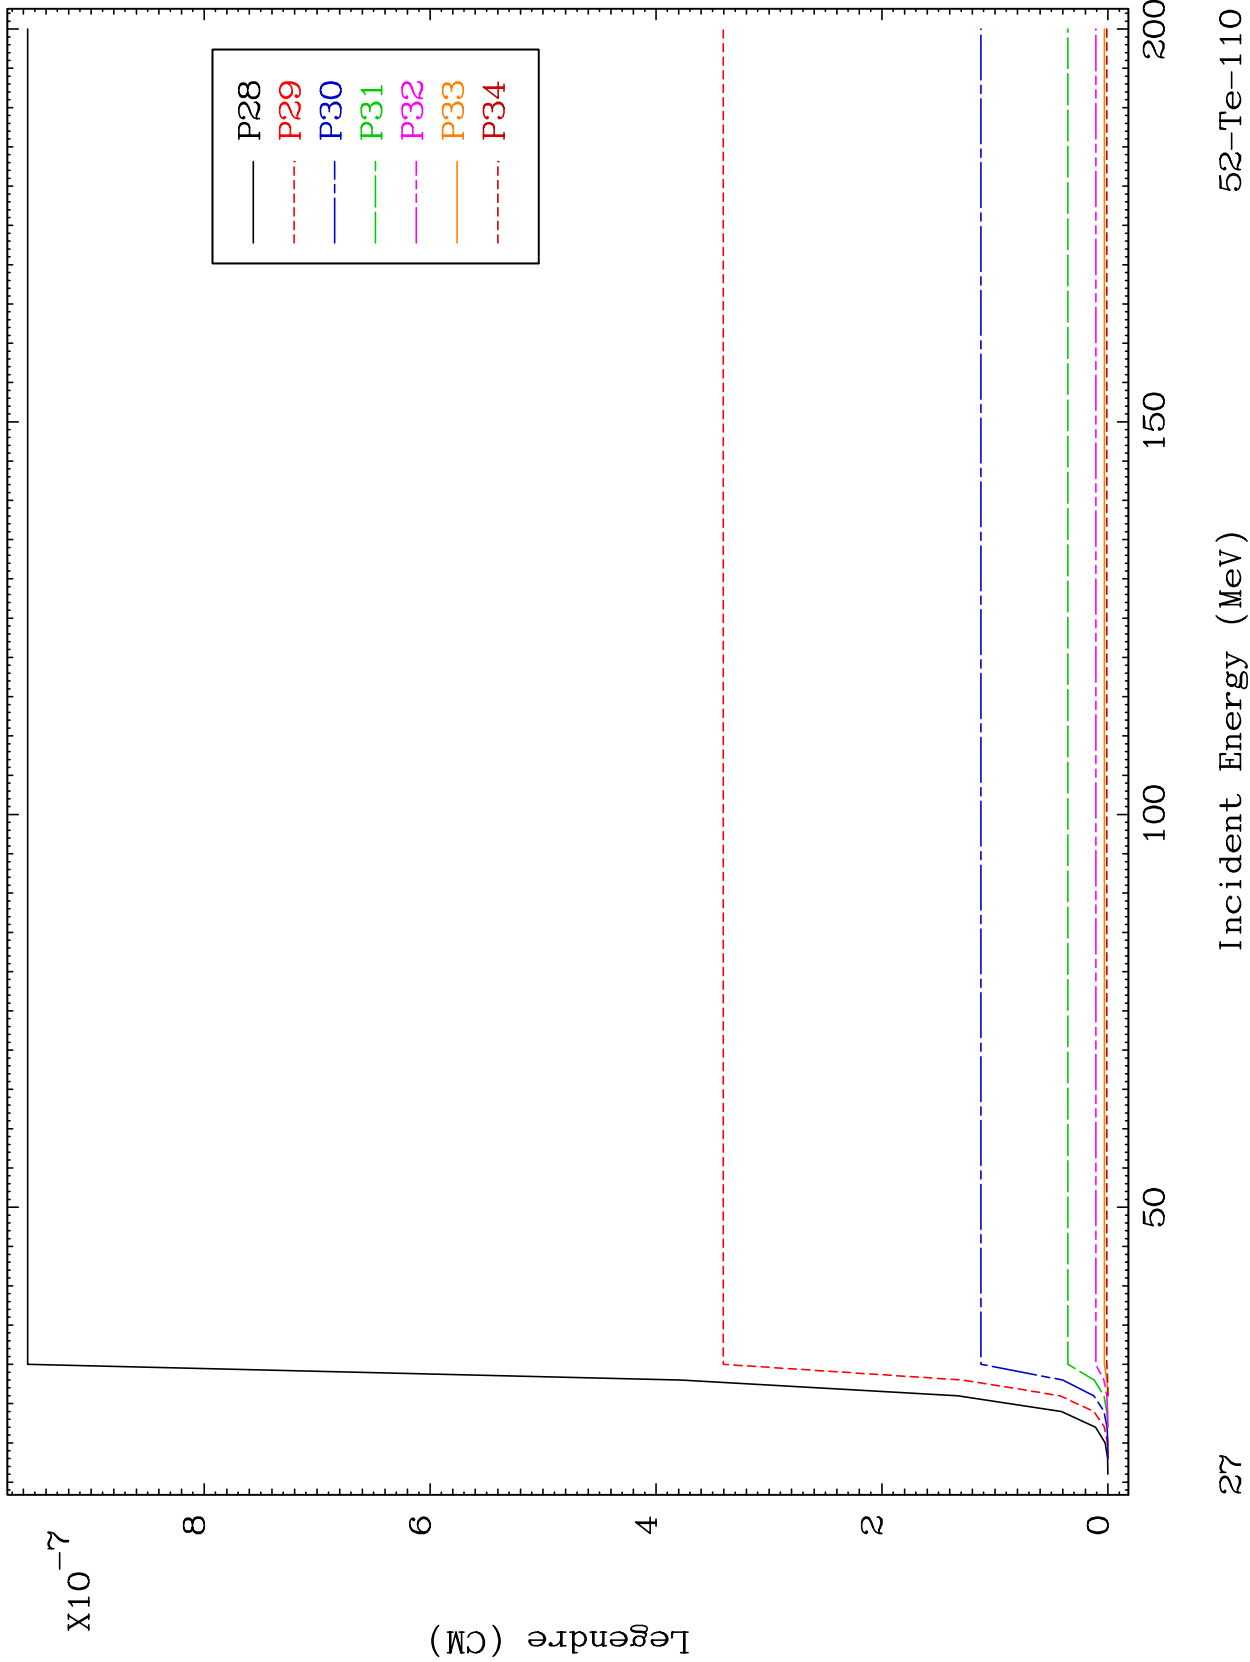 X10-7
8
6
4
2
0
Legendre (CM)
P28
P29
P30
P31
P32
P33
P34
50
100
150
200
Incident Energy (MeV)
27
52-Te-110